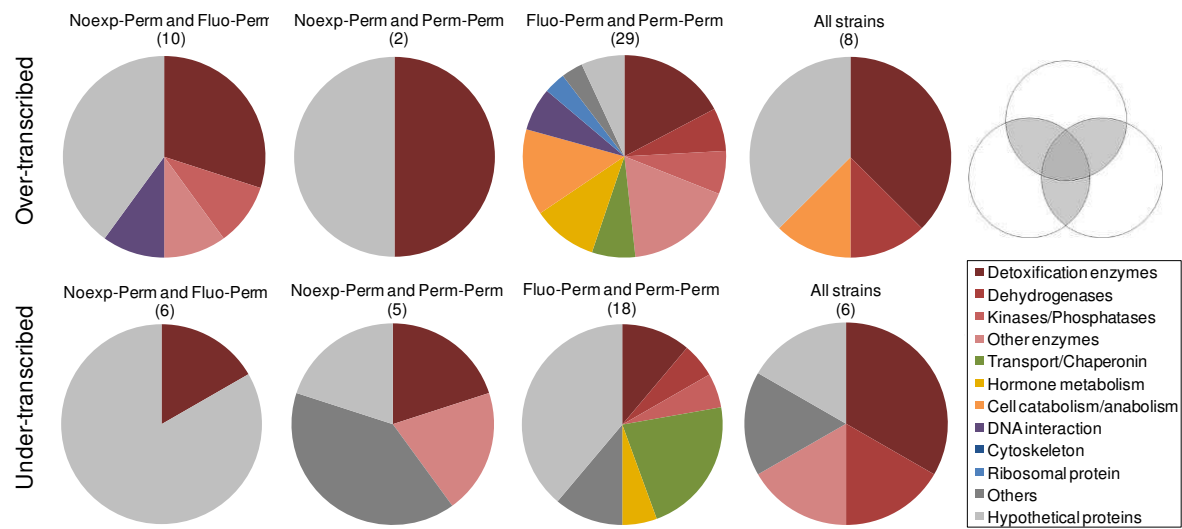 Over-transcribed
Noexp-Perm and Fluo-Perm
(10)
Noexp-Perm and Perm-Perm
(2)
Fluo-Perm and Perm-Perm
(29)
All strains
(8)
Under-transcribed
Noexp-Perm and Fluo-Perm
(6)
Noexp-Perm and Perm-Perm
(5)
Fluo-Perm and Perm-Perm
(18)
All strains
(6)
Detoxification enzymes
Dehydrogenases
Kinases/Phosphatases
Other enzymes
Transport/Chaperonin
Hormone metabolism
Cell catabolism/anabolism
DNA interaction
Cytoskeleton
Ribosomal protein
Others
Hypothetical proteins